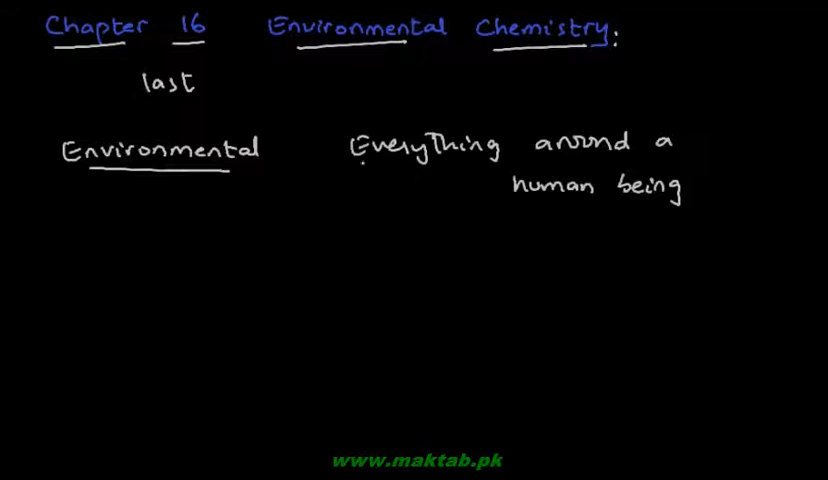 Chapter 16 Environmental Chemistry:
last
Environmental Everything around a
human being
www.maktab.pk